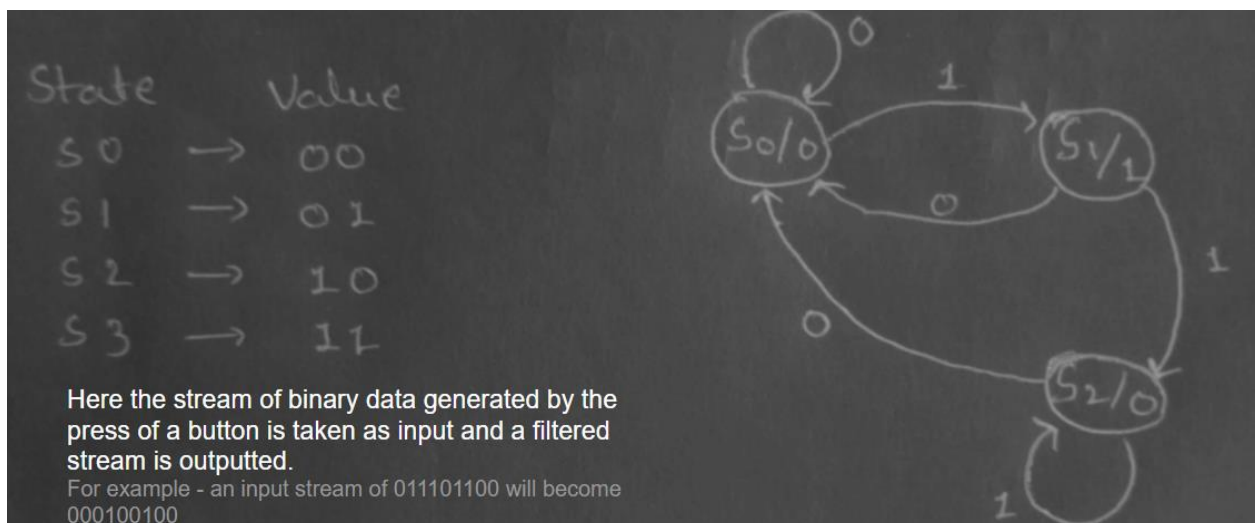 State Value
S0 → 00
S1 → 01
S2 → 10
S3 → 11
Here the stream of binary data generated by the
press of a button is taken as input and a filtered
stream is outputted.
For example - an input stream of 011101100 will become
000100100
0
1
S0/0
S1/1
0
1
0
S2/0
1